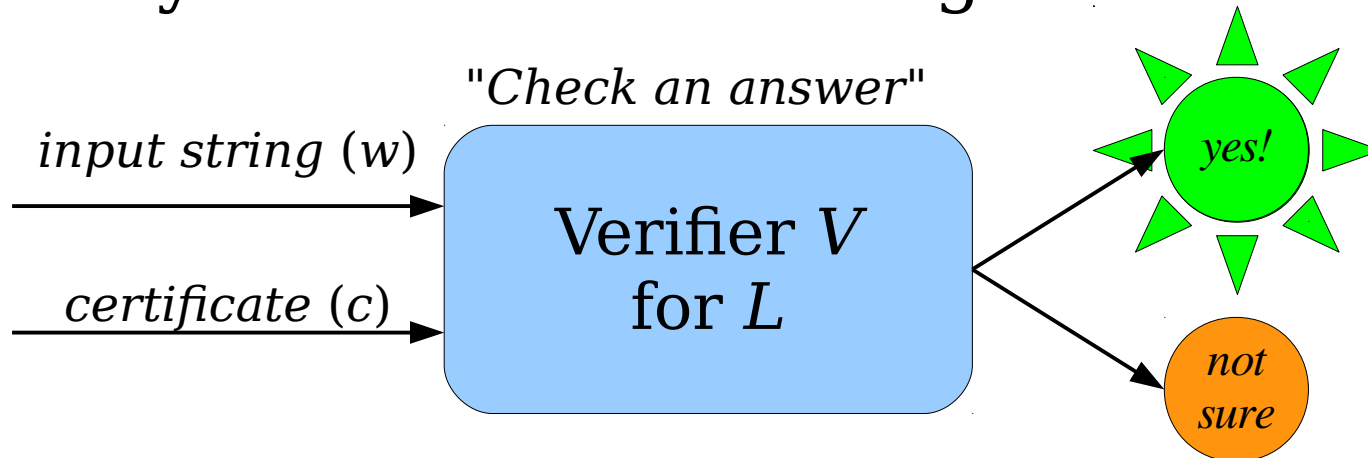 "Check an answer"
input string (w)
certificate (c)
Verifier V
for L
yes!
not
sure